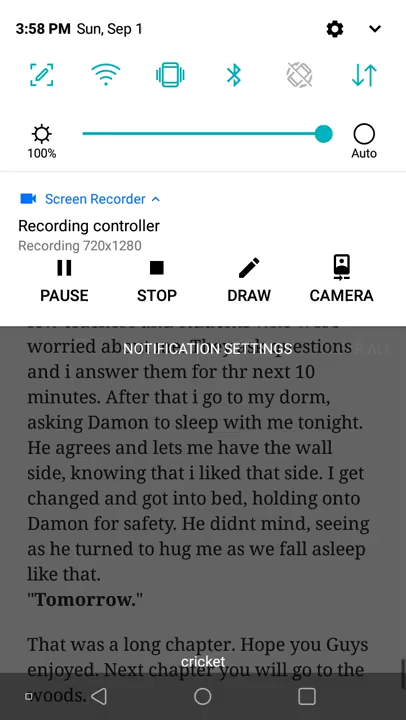 3:58 PM Sun, Sep 1
100%
Auto
Screen Recorder
Recording controller
Recording 720x1280
PAUSE STOP DRAW CAMERA
NOTIFICATION SETTINGS
worried questions
and i answer them for thr next 10
minutes. After that i go to my dorm,
asking Damon to sleep with me tonight.
He agrees and lets me have the wall
side, knowing that i liked that side. I get
changed and got into bed, holding onto
Damon for safety. He didnt mind, seeing
as he turned to hug me as we fall asleep
like that.
"Tomorrow."
That was a long chapter. Hope you Guys
enjoyed. Next chapter you will go to the
cricket
woods.